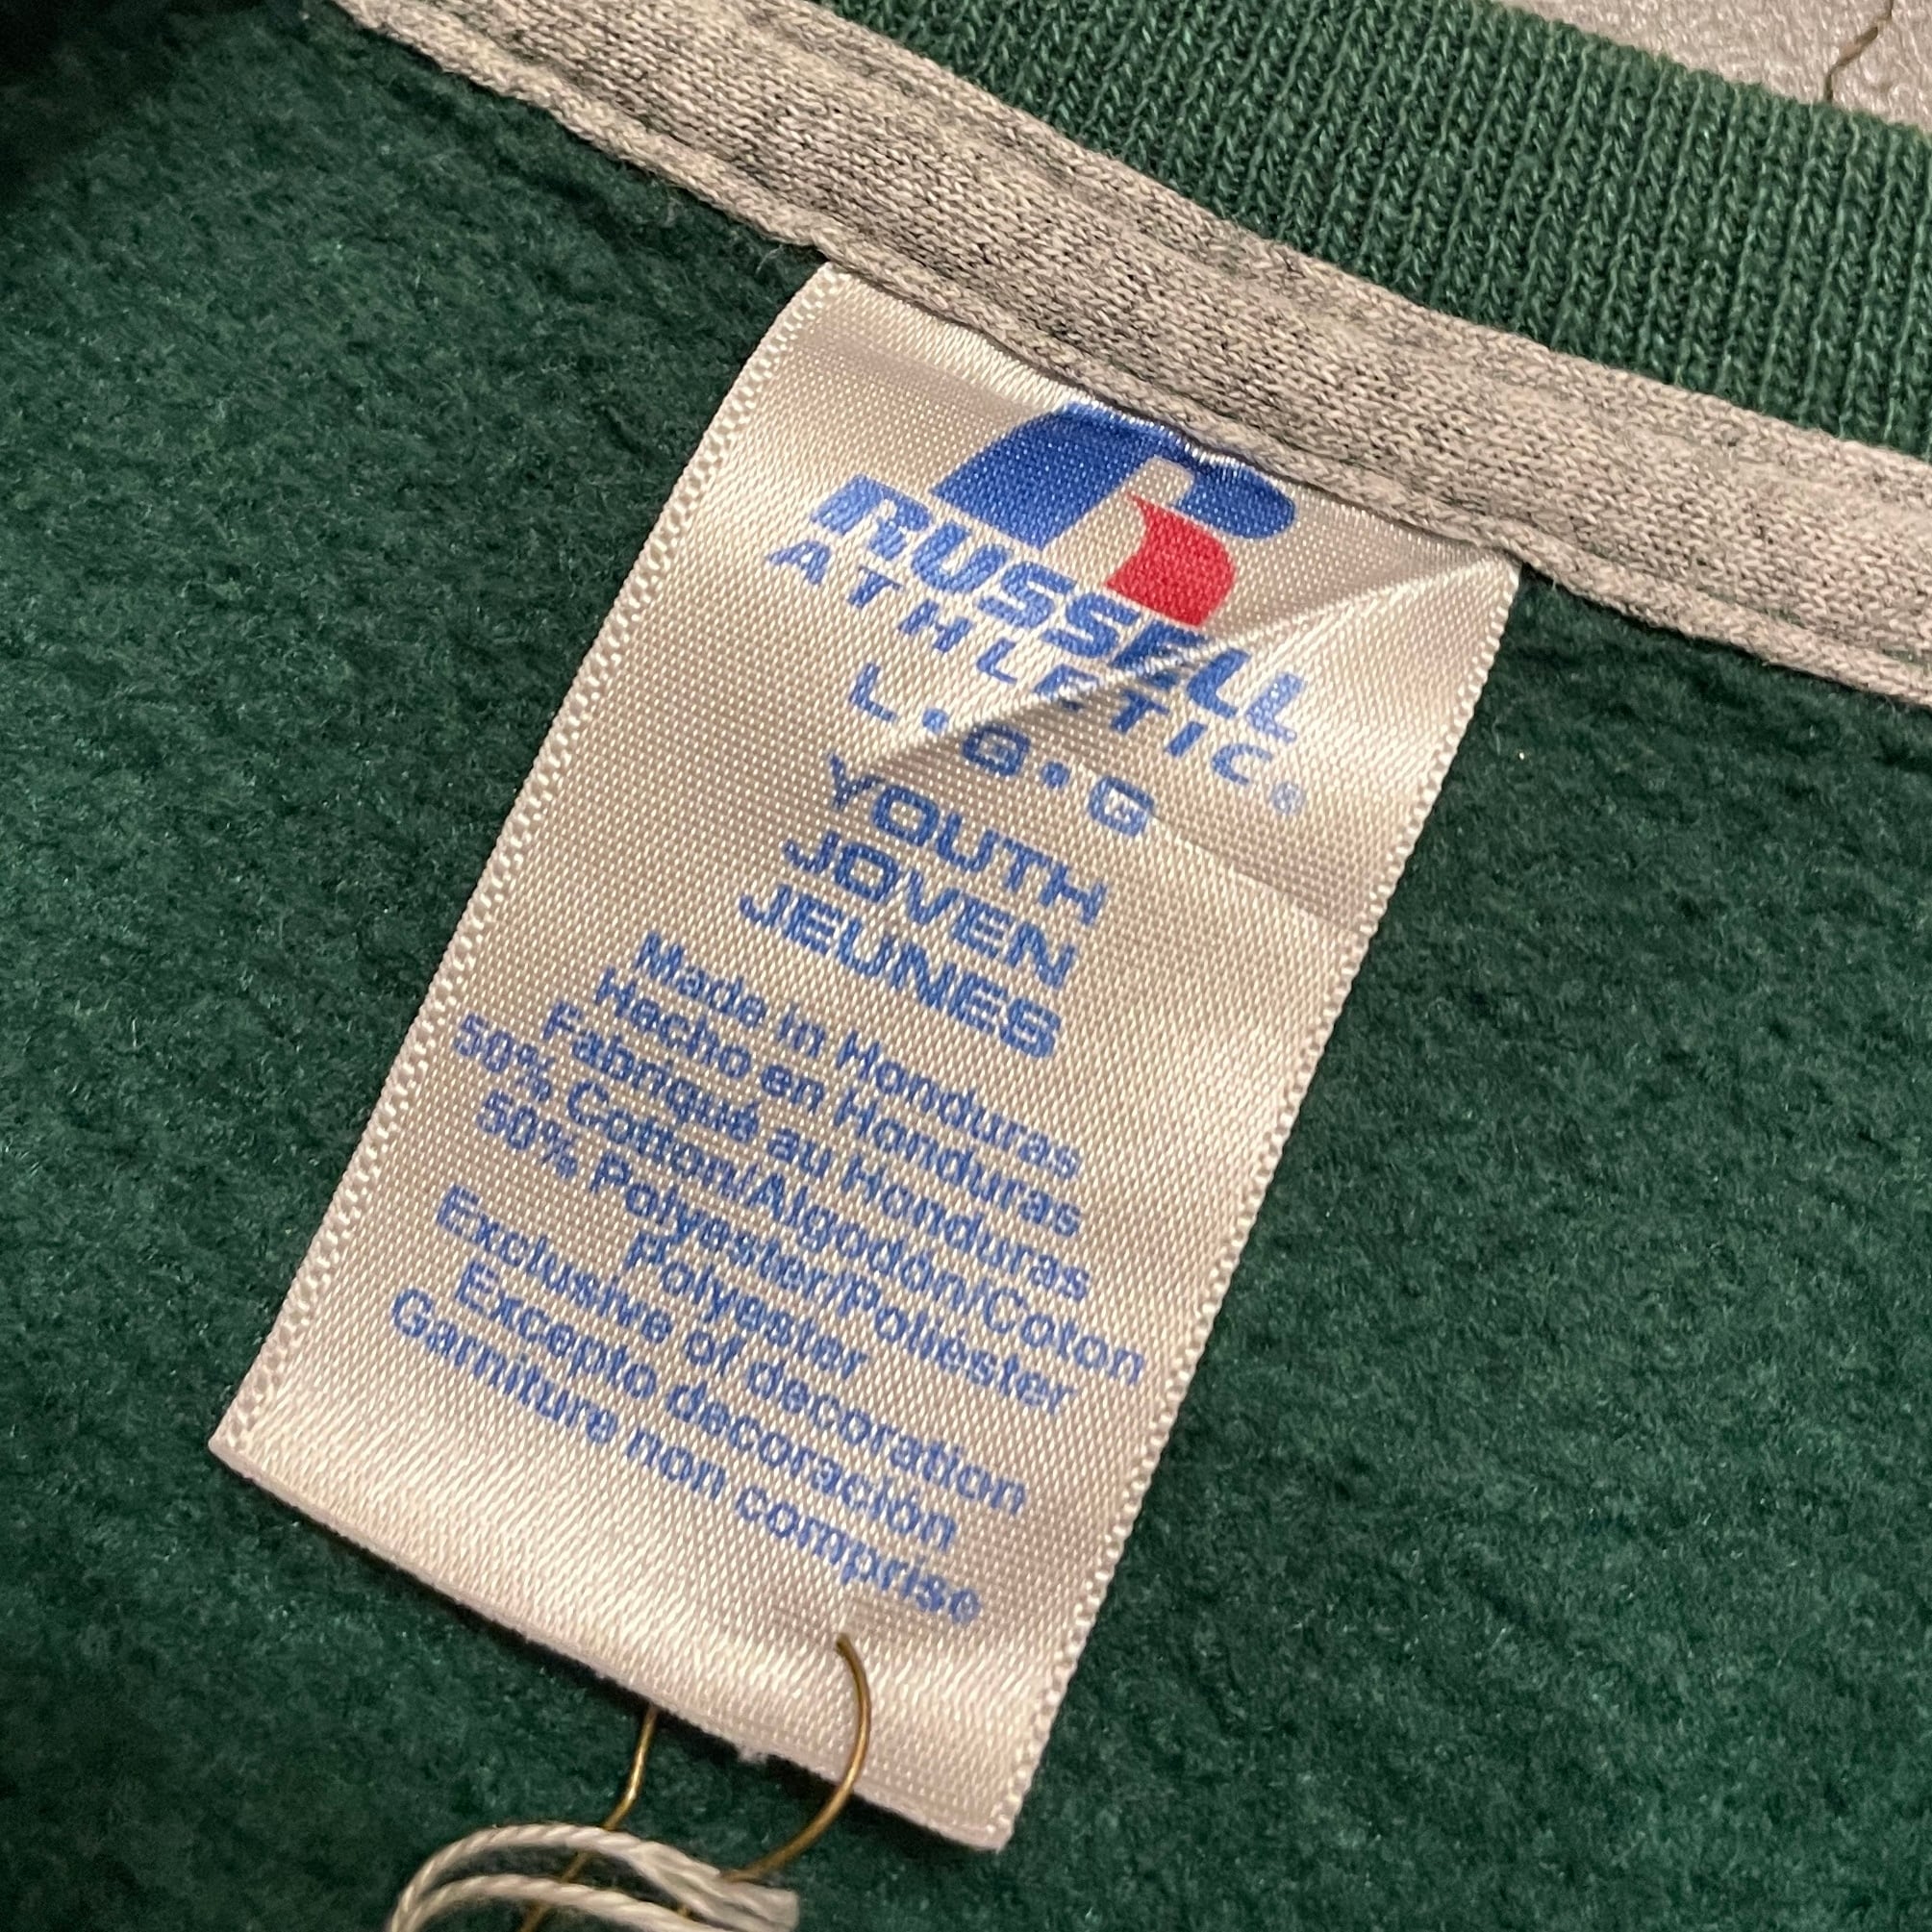 RUSSELL
ATHLETIC®
L•G•G
YOUTH
JOVEN
JEUNES
Made in Honduras
Hecho en Honduras
Fabriqué au Honduras
50% Cotton/Algodón/Coton
50% Polyester/Poliéster
Polyester
Exclusive of decoration
Excepto decoración
Garniture non comprise